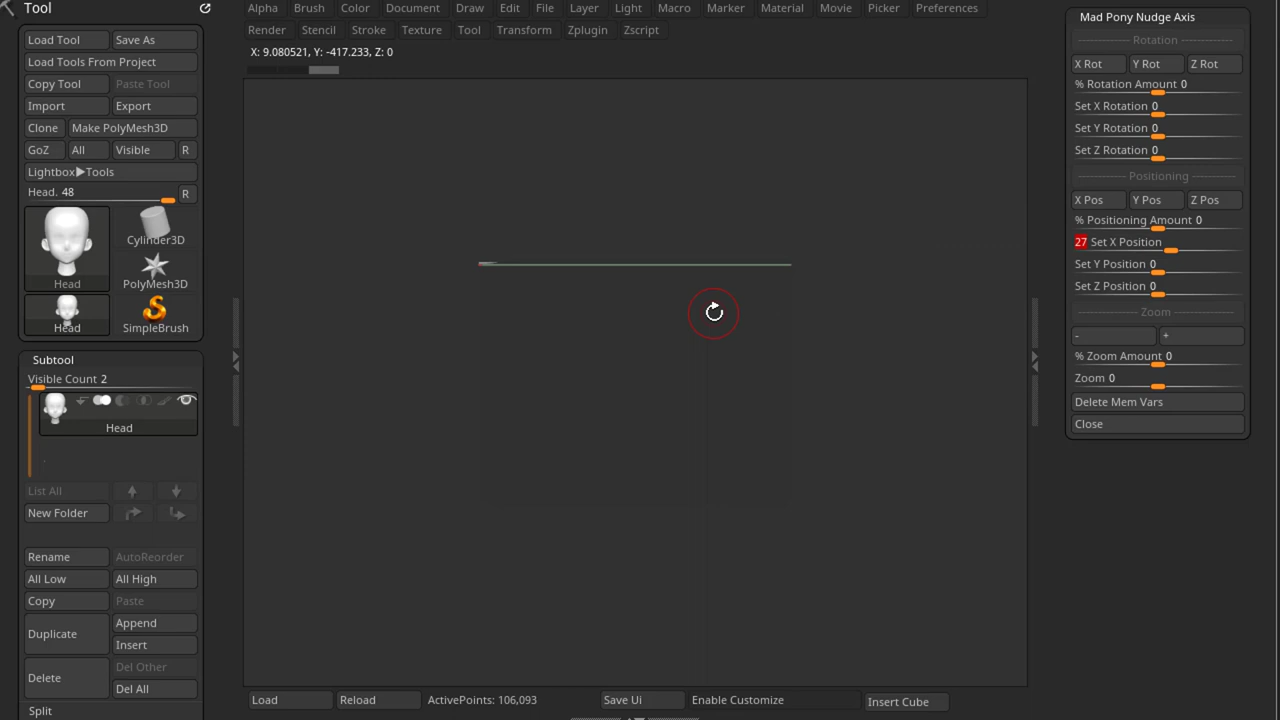 Tool
Load Tool Save As
Load Tools From Project
Copy Tool Paste Tool
Import Export
Clone Make PolyMesh3D
GoZ All Visible R
Lightbox▶Tools
Head. 48 R
Head Cylinder3D
PolyMesh3D
Head SimpleBrush
Subtool
Visible Count 2
Head
List All
New Folder
Rename AutoReorder
All Low All High
Copy Paste
Duplicate Append
Insert
Delete Del Other
Del All
Split
Alpha Brush Color Document Draw Edit File Layer Light Macro Marker Material Movie Picker Preferences
Render Stencil Stroke Texture Tool Transform Zplugin Zscript
X: 9.080521, Y: -417.233, Z: 0
Load Reload ActivePoints: 106,093 Save Ui Enable Customize Insert Cube
Mad Pony Nudge Axis
Rotation
X Rot Y Rot Z Rot
% Rotation Amount 0
Set X Rotation 0
Set Y Rotation 0
Set Z Rotation 0
Positioning
X Pos Y Pos Z Pos
% Positioning Amount 0
27 Set X Position
Set Y Position 0
Set Z Position 0
Zoom
- +
% Zoom Amount 0
Zoom 0
Delete Mem Vars
Close